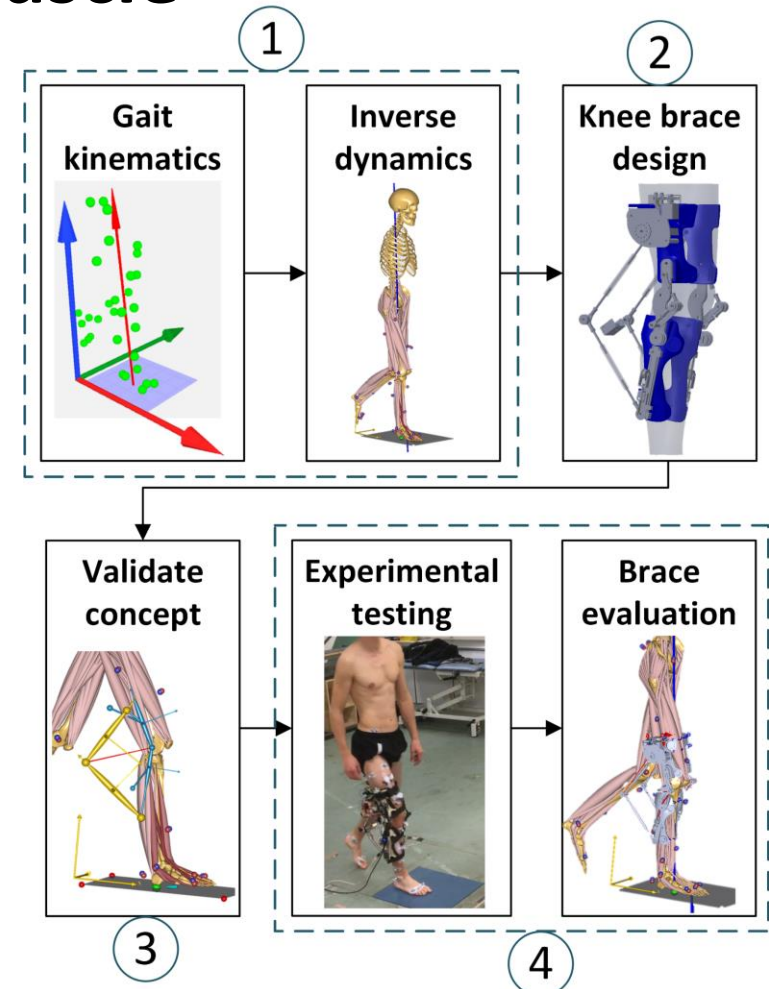 1
2
Gait
kinematics
Inverse
dynamics
Knee brace
design
Validate
concept
Experimental
testing
Brace
evaluation
3
4